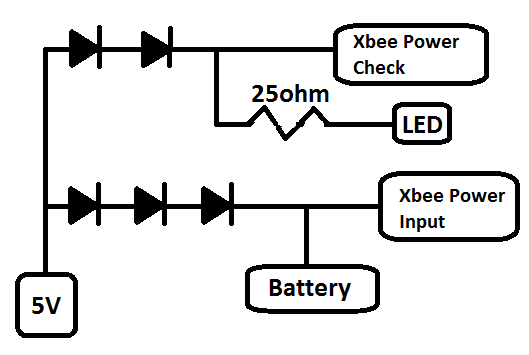 Xbee Power
Check
25ohm
LED
Xbee Power
Input
Battery
5V